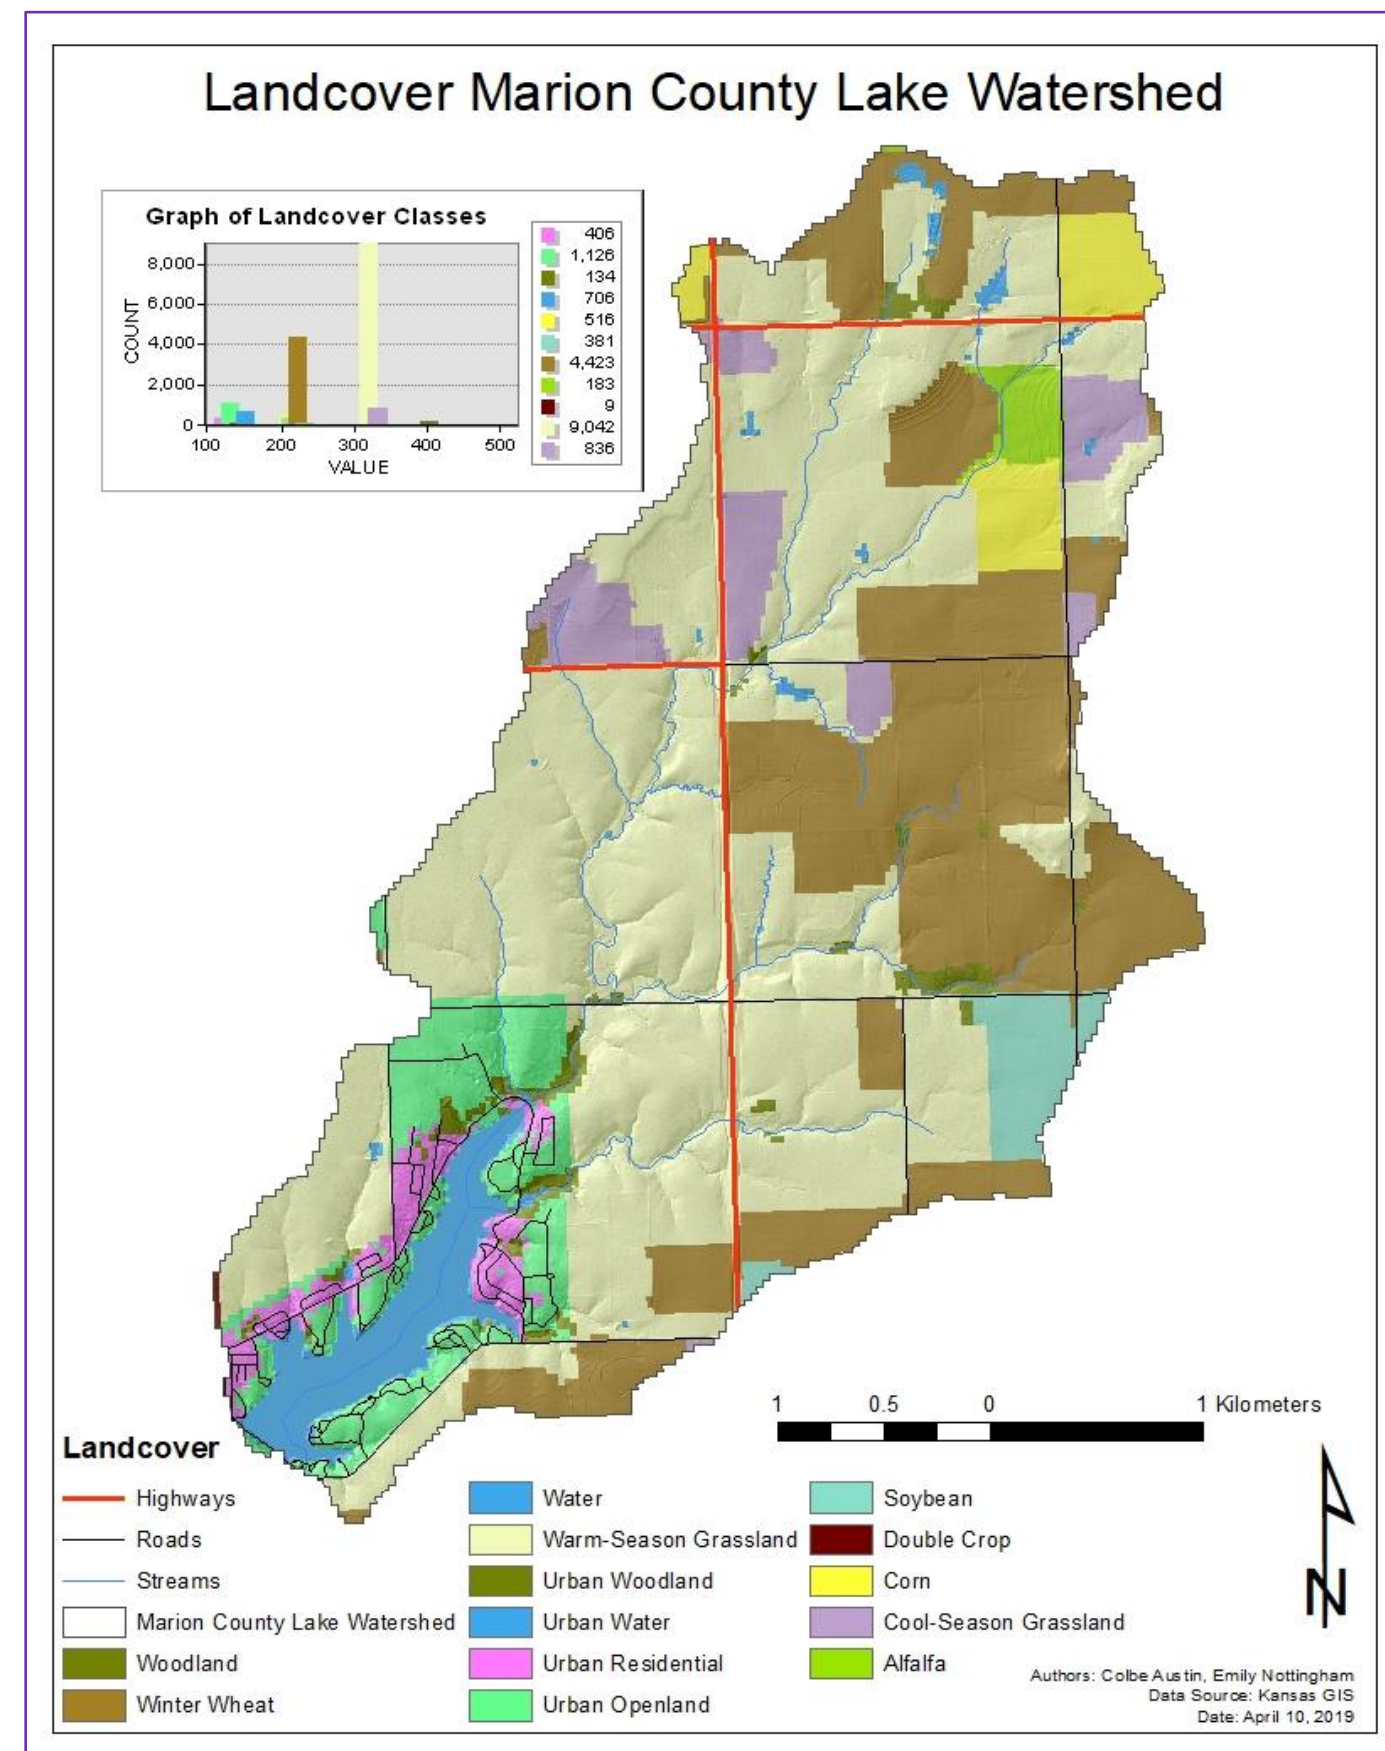 Landcover Marion County Lake Watershed
Graph of Landcover Classes
COUNT
8,000
6,000
4,000
2,000
0
100 200 300 400 500
VALUE
406
1,126
134
706
516
381
4,423
183
9
9,042
836
1 0.5 0 1 Kilometers
Landcover
Highways
Roads
Streams
Marion County Lake Watershed
Woodland
Winter Wheat
Water
Warm-Season Grassland
Urban Woodland
Urban Water
Urban Residential
Urban Openland
Soybean
Double Crop
Corn
Cool-Season Grassland
Alfalfa
N
Authors: Colbe Austin, Emily Nottingham
Data Source: Kansas GIS
Date: April 10, 2019